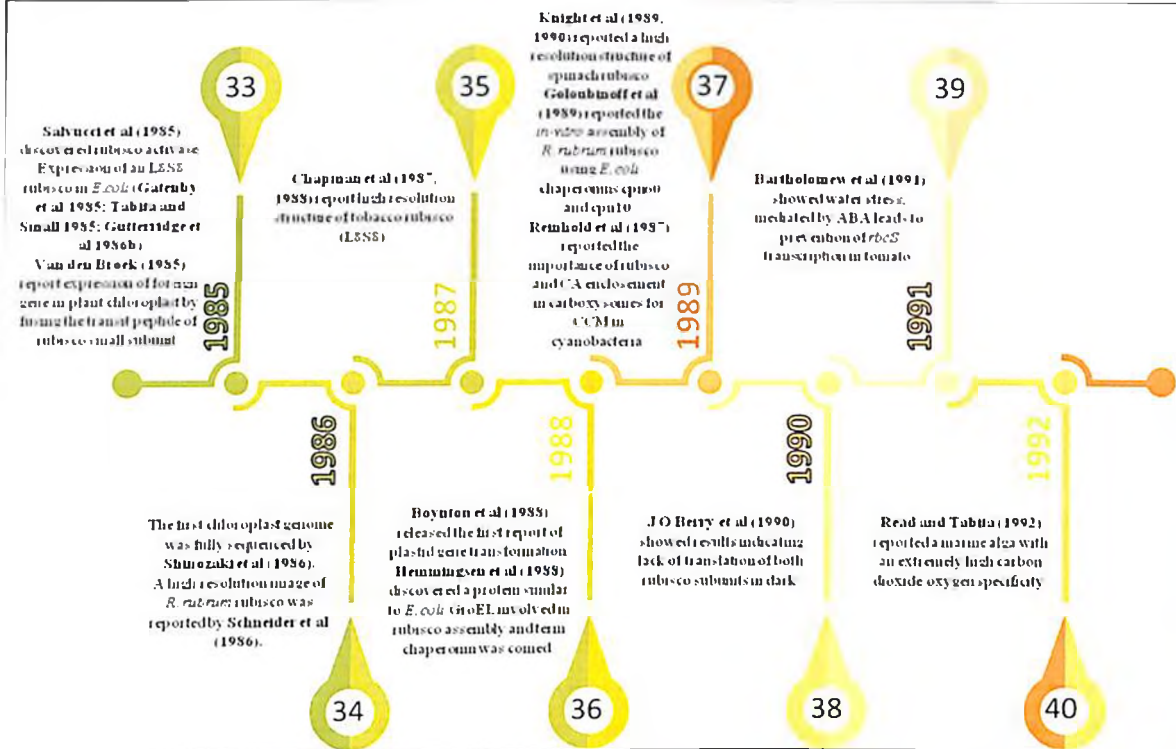 33
Salvucci et al (1985)
discovered rubisco activase
Expression of an L8S8
rubisco in E.coli (Gatenby
et al 1985; Tabita and
Small 1985; Gutteridge et
al 1986b)
Van den Broek (1985)
report expression of foreign
gene in plant chloroplast by
fusing the transit peptide of
rubisco small subunit
1985
34
1986
The first chloroplast genome
was fully sequenced by
Shinozaki et al (1986).
A high resolution image of
R. rubrum rubisco was
reported by Schneider et al
(1986).
35
Chapman et al (1987,
1988) report high resolution
structure of tobacco rubisco
(L8S8)
1987
36
1988
Boynton et al (1988)
released the first report of
plastid gene transformation
Hemmingsen et al (1988)
discovered a protein similar
to E.coli GroEL involved in
rubisco assembly and term
chaperonin was coined
37
Knight et al (1989,
1990) reported a high
resolution structure of
spinach rubisco
Goloubinoff et al
(1989) reported the
in-vitro assembly of
R. rubrum rubisco
using E.coli
chaperonins cpn60
and cpn10
Reinhold et al (1987)
reported the
importance of rubisco
and CA enclosement
in carboxysomes for
CCM in
cyanobacteria
1989
38
1990
J O Berry et al (1990)
showed results indicating
lack of translation of both
rubisco subunits in dark
39
Bartholomew et al (1991)
showed water stress,
mediated by ABA leads to
prevention of rbcS
transcription in tomato
1991
40
1992
Read and Tabita (1992)
reported a marine alga with
an extremely high carbon
dioxide oxygen specificity